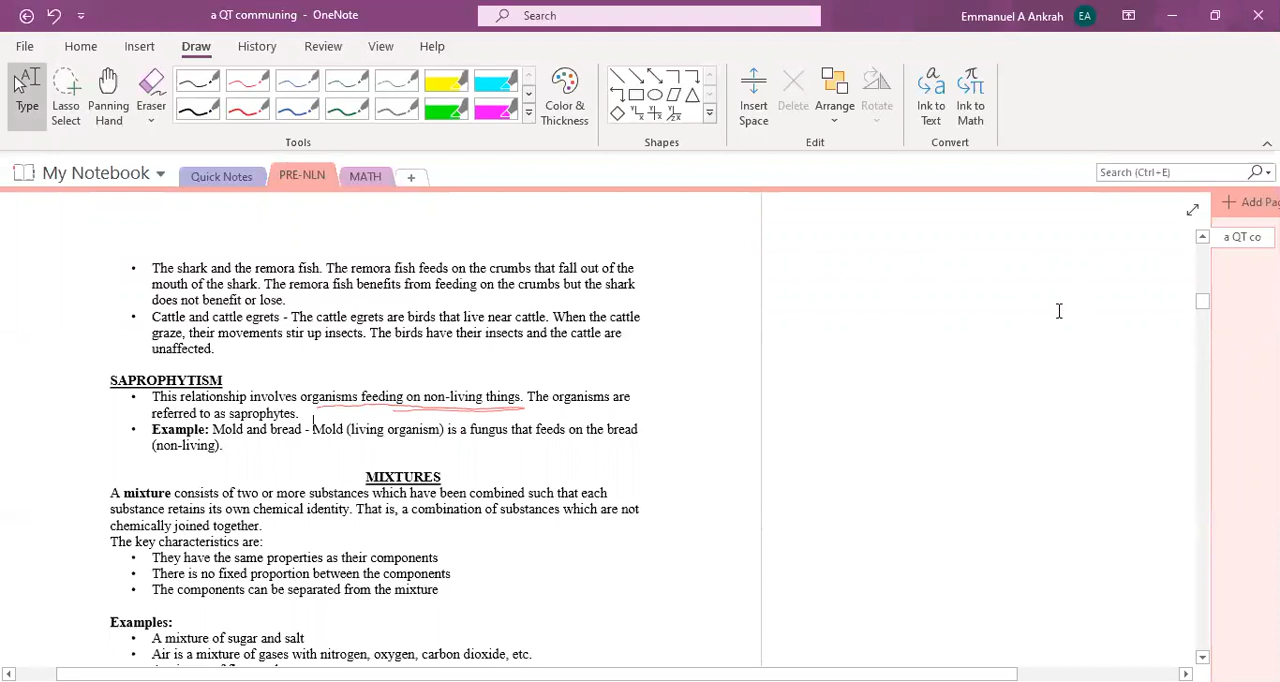 a QT communing - OneNote
Search
Emmanuel A Ankrah
EA
File Home Insert Draw History Review View Help
Type
Lasso Select
Panning Hand
Eraser
Color & Thickness
Insert Space
Delete
Arrange
Rotate
Ink to Text
Ink to Math
Tools
Shapes
Edit
Convert
My Notebook
Quick Notes
PRE-NLN
MATH
Search (Ctrl+E)
Add Pag
a QT co
• The shark and the remora fish. The remora fish feeds on the crumbs that fall out of the
mouth of the shark. The remora fish benefits from feeding on the crumbs but the shark
does not benefit or lose.
• Cattle and cattle egrets - The cattle egrets are birds that live near cattle. When the cattle
graze, their movements stir up insects. The birds have their insects and the cattle are
unaffected.
SAPROPHYTISM
• This relationship involves organisms feeding on non-living things. The organisms are
referred to as saprophytes.
• Example: Mold and bread - Mold (living organism) is a fungus that feeds on the bread
(non-living).
MIXTURES
A mixture consists of two or more substances which have been combined such that each
substance retains its own chemical identity. That is, a combination of substances which are not
chemically joined together.
The key characteristics are:
• They have the same properties as their components
• There is no fixed proportion between the components
• The components can be separated from the mixture
Examples:
• A mixture of sugar and salt
• Air is a mixture of gases with nitrogen, oxygen, carbon dioxide, etc.